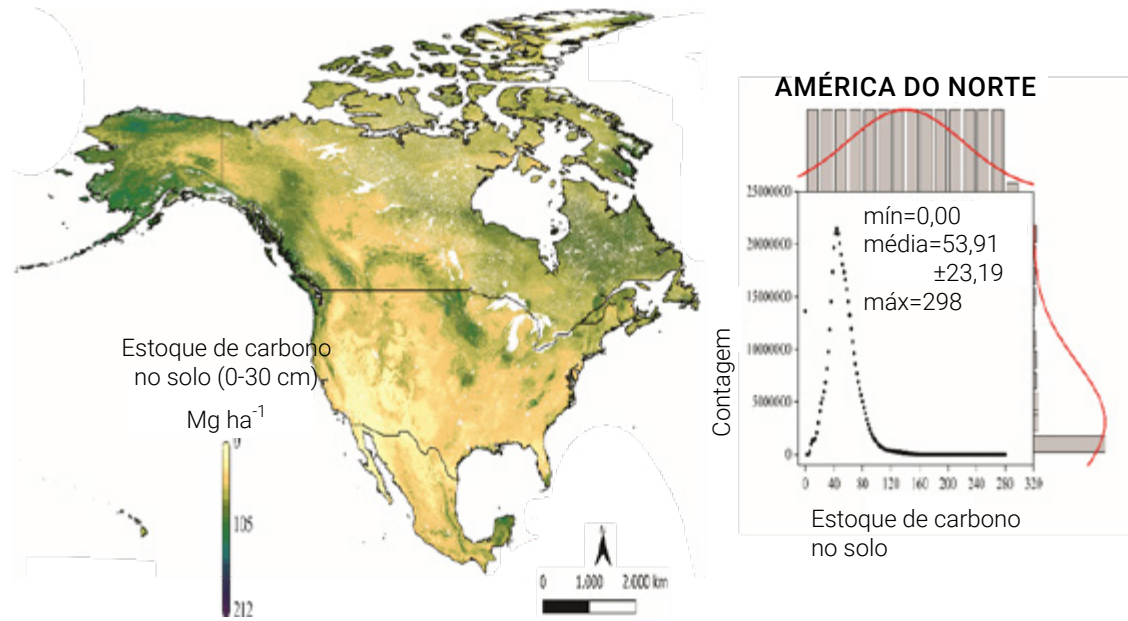 Estoque de carbono
no solo (0-30 cm)
Mg ha⁻¹
0
105
212
0 1.000 2.000 km
AMÉRICA DO NORTE
25000000
20000000
15000000
10000000
5000000
0
Contagem
mín=0,00
média=53,91
±23,19
máx=298
0 40 80 120 160 200 240 280 320
Estoque de carbono
no solo